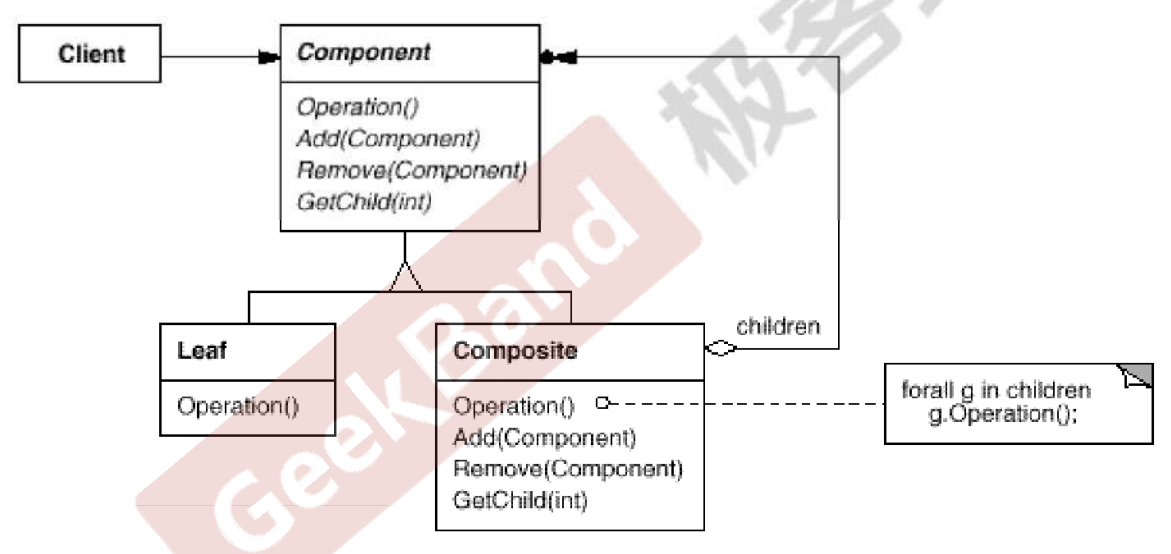 Client
Component
Operation()
Add(Component)
Remove(Component)
GetChild(int)
children
Leaf
Operation()
Composite
Operation()
Add(Component)
Remove(Component)
GetChild(int)
forall g in children
g.Operation();
GeekBand
极客